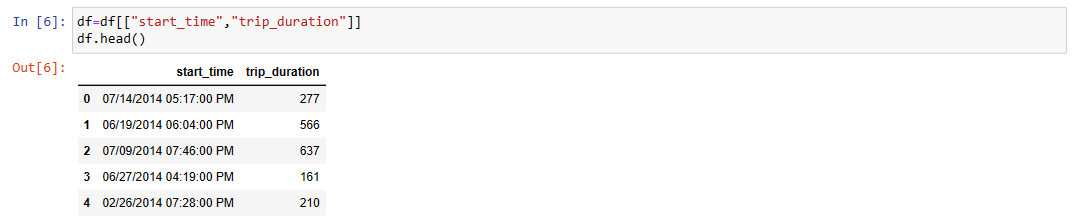 In [6]: df=df[["start_time","trip_duration"]]
df.head()
Out[6]:
start_time trip_duration
0 07/14/2014 05:17:00 PM 277
1 06/19/2014 06:04:00 PM 566
2 07/09/2014 07:46:00 PM 637
3 06/27/2014 04:19:00 PM 161
4 02/26/2014 07:28:00 PM 210